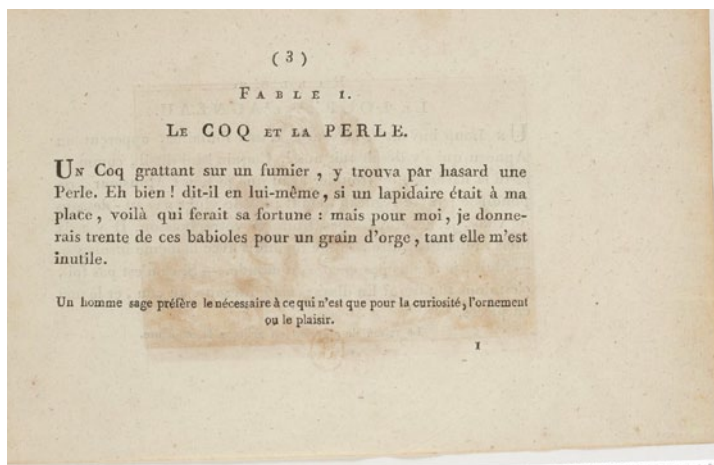 ( 3 )
FABLE I.
LE COQ ET LA PERLE.
UN Coq grattant sur un fumier , y trouva par hasard une
Perle. Eh bien ! dit-il en lui-même , si un lapidaire était à ma
place , voilà qui ferait sa fortune : mais pour moi , je donne-
rais trente de ces babioles pour un grain d'orge , tant elle m'est
inutile.
Un homme sage préfère le nécessaire à ce qui n'est que pour la curiosité, l'ornement
ou le plaisir.
I